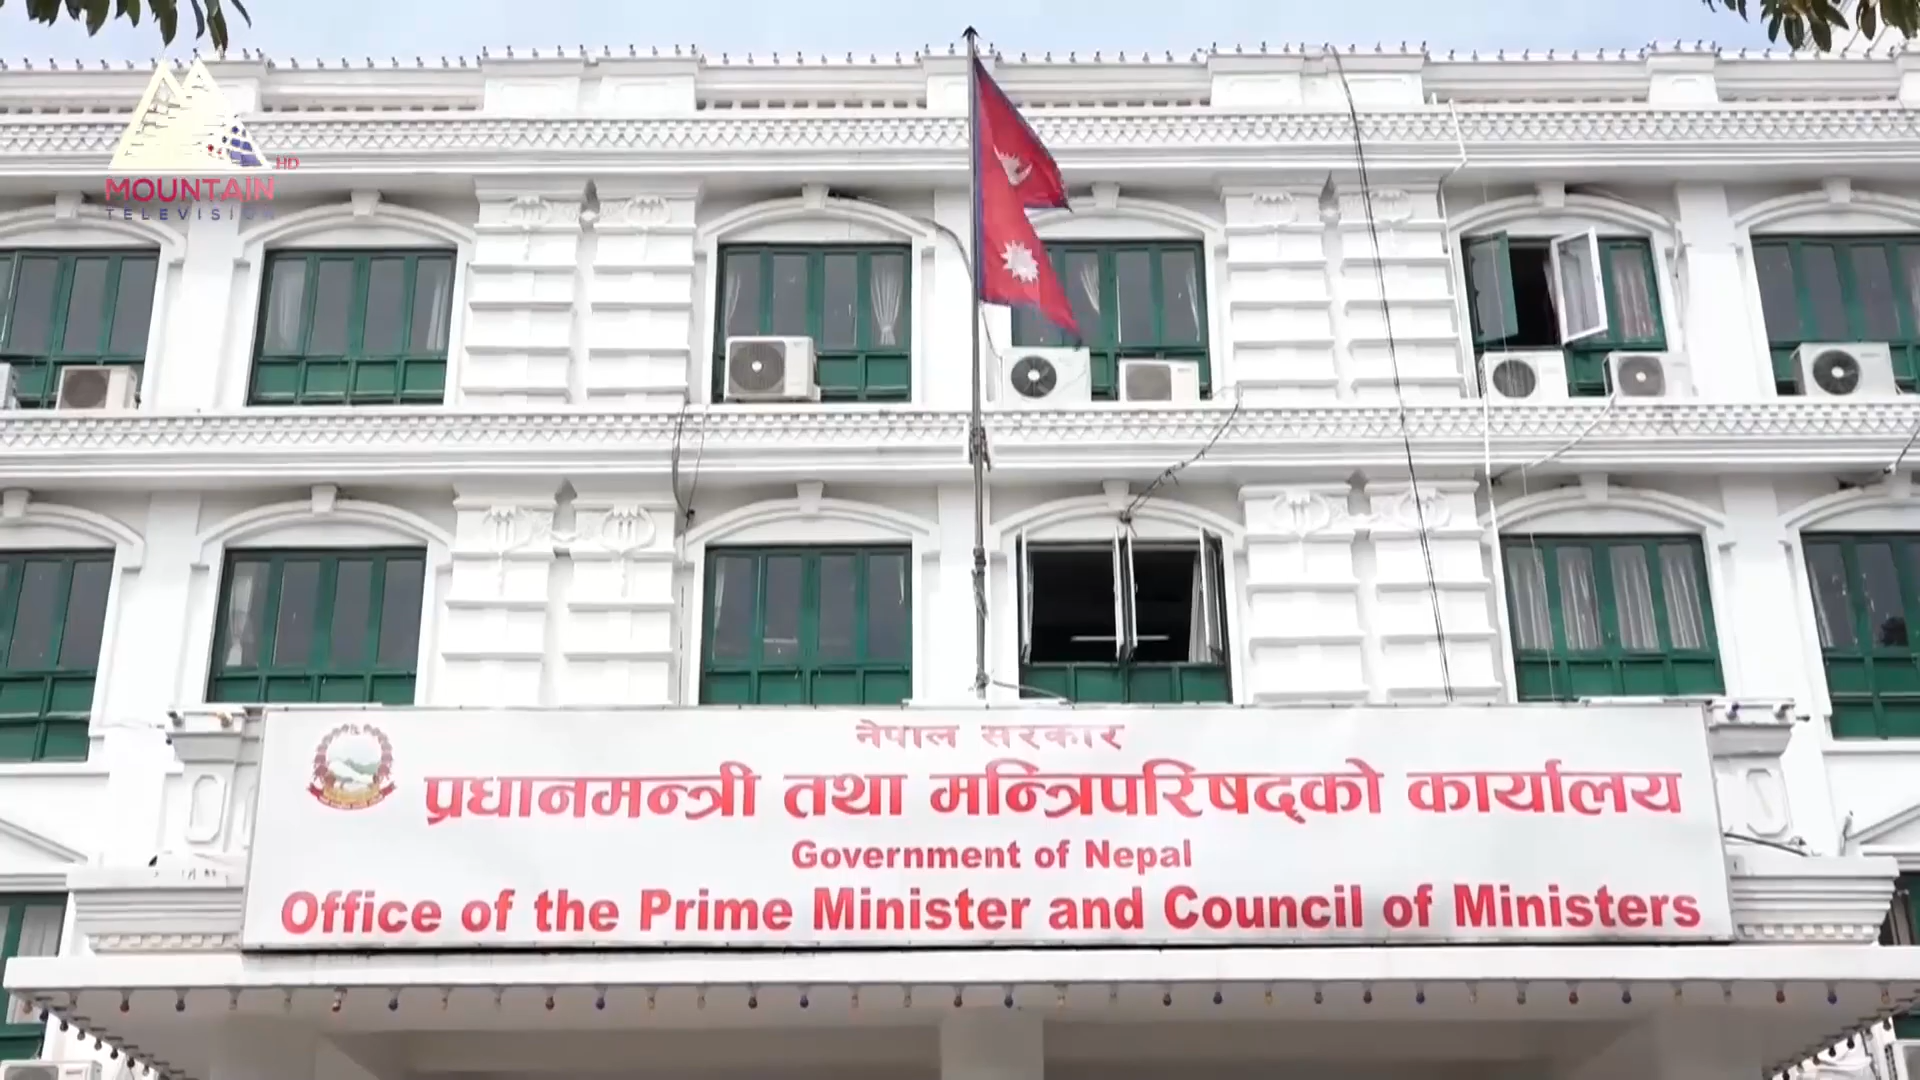 MOUNTAIN HD
TELEVISION
नेपाल सरकार
प्रधानमन्त्री तथा मन्त्रिपरिषद्को कार्यालय
Government of Nepal
Office of the Prime Minister and Council of Ministers